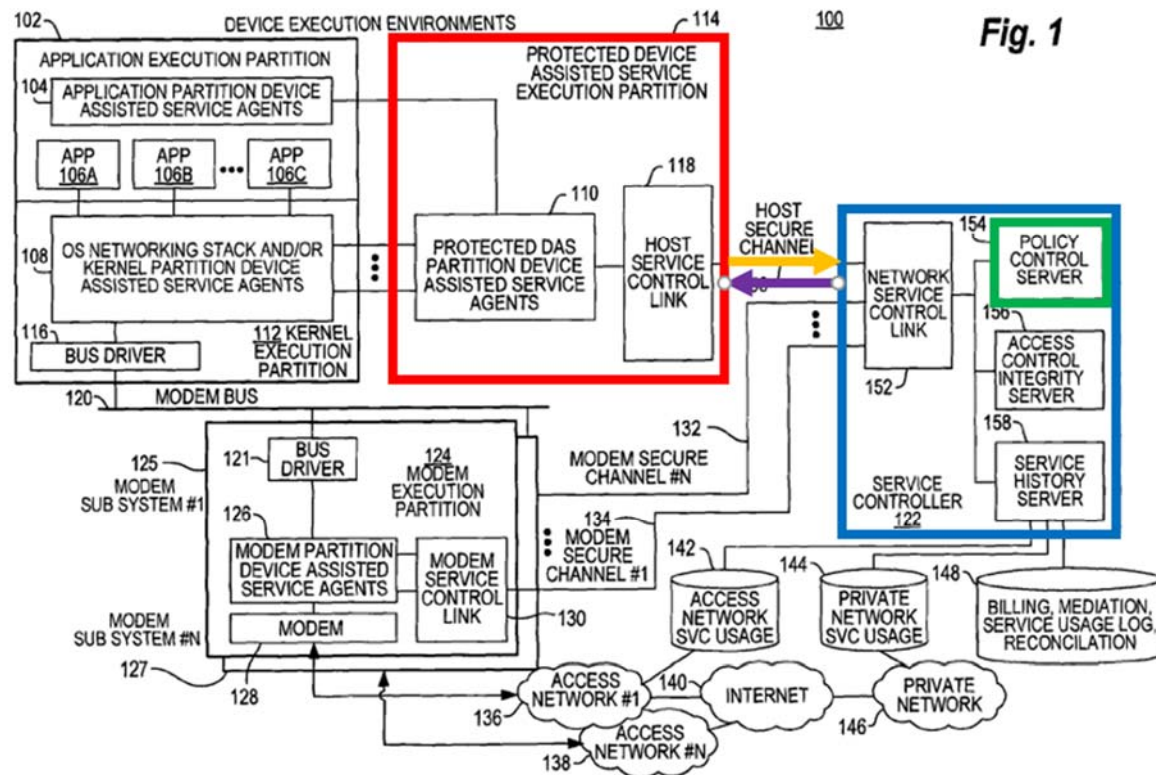 DEVICE EXECUTION ENVIRONMENTS
100
Fig. 1
102
APPLICATION EXECUTION PARTITION
104
APPLICATION PARTITION DEVICE
ASSISTED SERVICE AGENTS
APP
106A
APP
106B
APP
106C
108
OS NETWORKING STACK AND/OR
KERNEL PARTITION DEVICE
ASSISTED SERVICE AGENTS
116
BUS DRIVER
112 KERNEL
EXECUTION
PARTITION
114
PROTECTED DEVICE
ASSISTED SERVICE
EXECUTION PARTITION
110
PROTECTED DAS
PARTITION DEVICE
ASSISTED SERVICE
AGENTS
118
HOST
SERVICE
CONTROL
LINK
HOST
SECURE
CHANNEL
154
POLICY
CONTROL
SERVER
NETWORK
SERVICE
CONTROL
LINK
152
156
ACCESS
CONTROL
INTEGRITY
SERVER
158
SERVICE
HISTORY
SERVER
SERVICE
CONTROLLER
122
120
MODEM BUS
125
MODEM
SUB SYSTEM #1
121
BUS
DRIVER
124
MODEM
EXECUTION
PARTITION
126
MODEM PARTITION
DEVICE ASSISTED
SERVICE AGENTS
MODEM
SERVICE
CONTROL
LINK
130
MODEM
128
MODEM
SUB SYSTEM #N
127
132
MODEM SECURE
CHANNEL #N
134
MODEM
SECURE
CHANNEL #1
142
ACCESS
NETWORK
SVC USAGE
144
PRIVATE
NETWORK
SVC USAGE
148
BILLING, MEDIATION,
SERVICE USAGE LOG,
RECONCILATION
ACCESS
NETWORK #1
136
140
INTERNET
PRIVATE
NETWORK
146
ACCESS
NETWORK #N
138